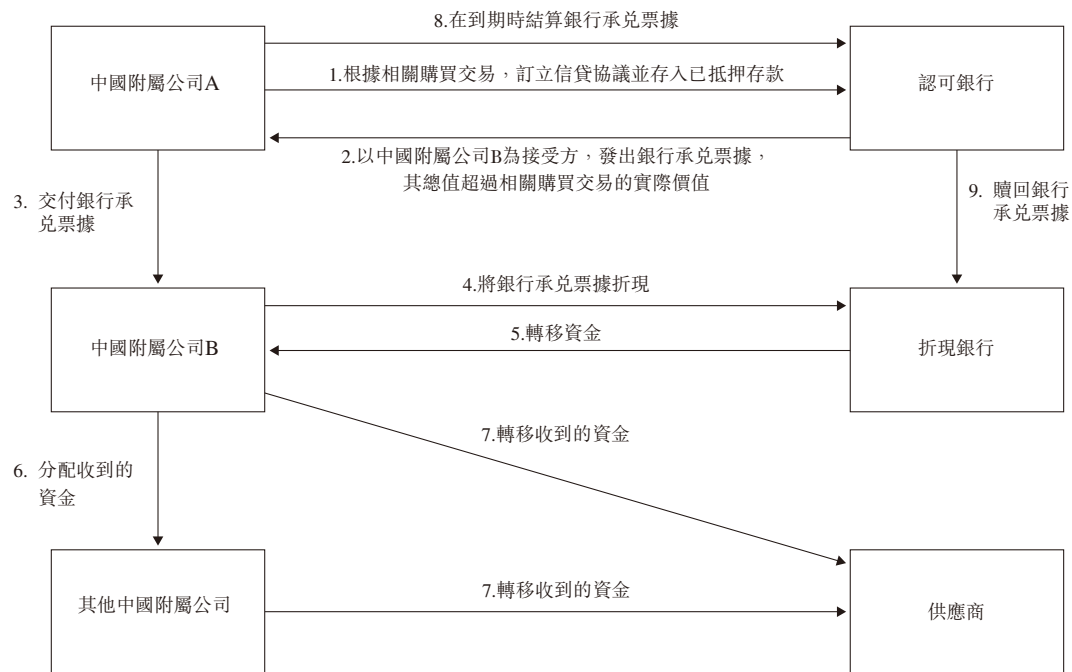 8.在到期時結算銀行承兑票據
中國附屬公司A
1.根據相關購買交易，訂立信貸協議並存入已抵押存款
認可銀行
2.以中國附屬公司B為接受方，發出銀行承兑票據，
其總值超過相關購買交易的實際價值
3. 交付銀行承
兑票據
9. 贖回銀行
承兑票據
4.將銀行承兑票據折現
中國附屬公司B
5.轉移資金
折現銀行
7.轉移收到的資金
6. 分配收到的
資金
其他中國附屬公司
7.轉移收到的資金
供應商